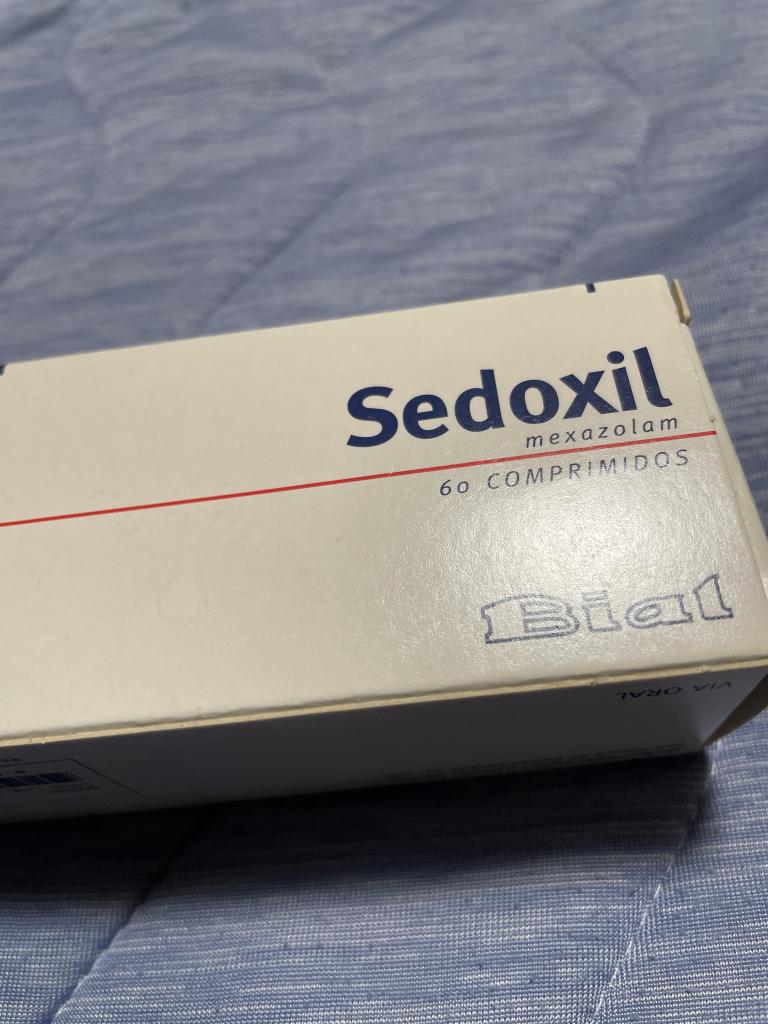 Sedoxil
mexazolam
60 COMPRIMIDOS
Bial
VIA ORAL